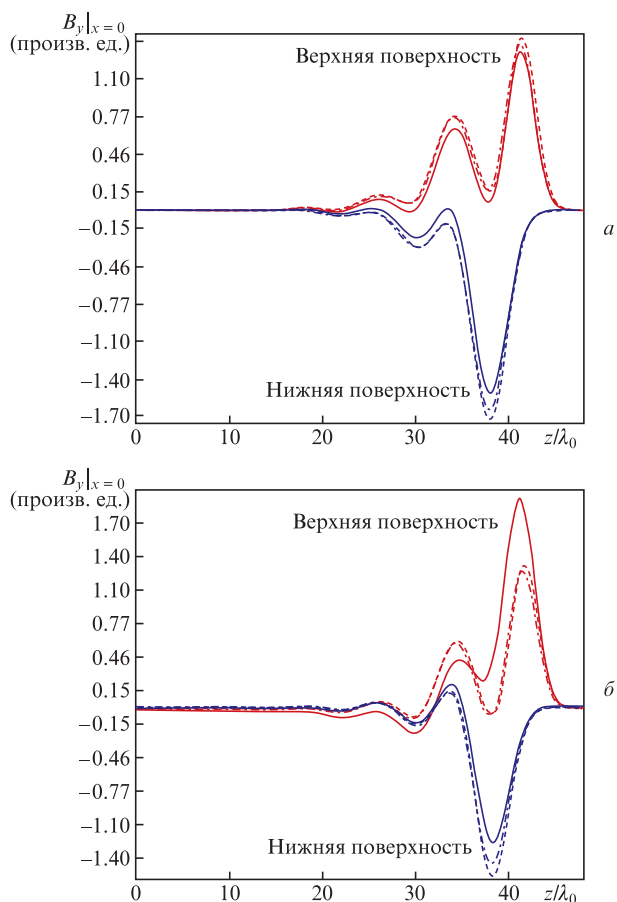 B_y|_{x = 0}
(произв. ед.)
Верхняя поверхность
1.10
0.77
0.46
0.15
−0.15
а
−0.46
−0.77
−1.10
−1.40
Нижняя поверхность
−1.70
0 10 20 30 40 z/λ_0
B_y|_{x = 0}
(произв. ед.)
1.70
Верхняя поверхность
1.40
1.10
0.77
0.46
0.15
б
−0.15
−0.46
−0.77
−1.10
Нижняя поверхность
−1.40
0 10 20 30 40 z/λ_0